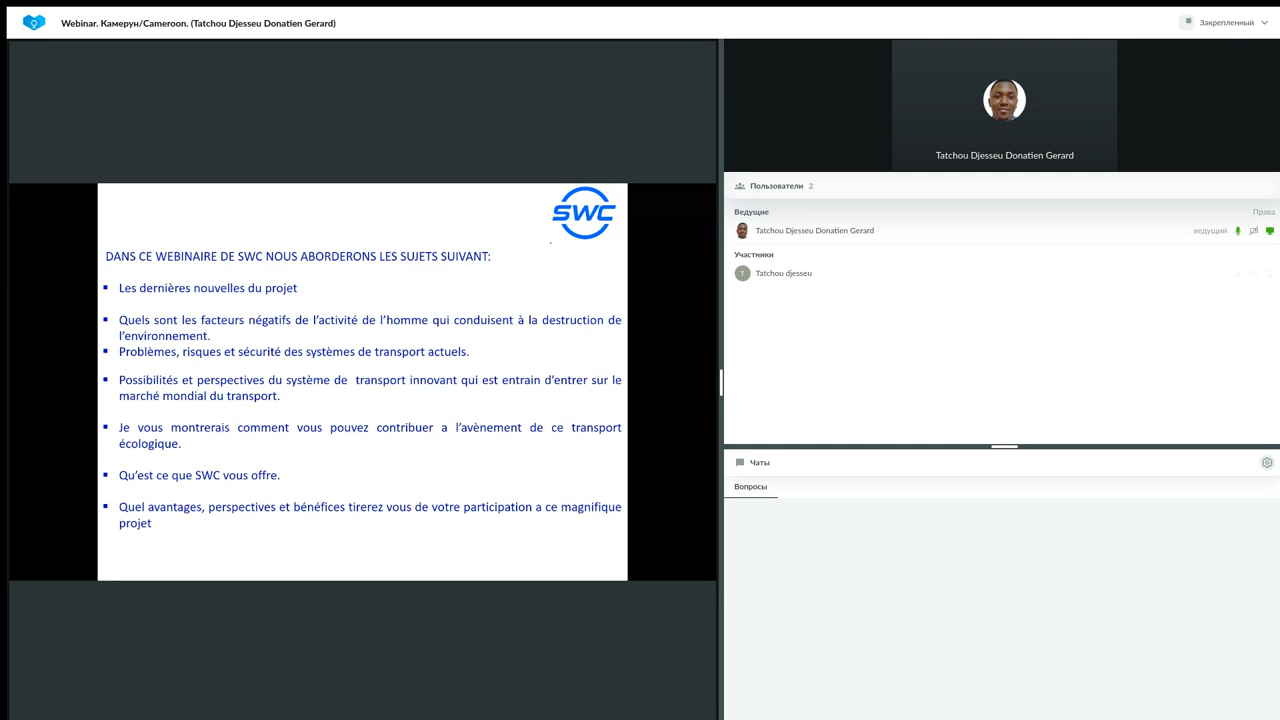 Webinar. Камерун/Cameroon. (Tatchou Djesseu Donatien Gerard)
Закрепленный
SWC
DANS CE WEBINAIRE DE SWC NOUS ABORDERONS LES SUJETS SUIVANT:
▪ Les dernières nouvelles du projet
▪ Quels sont les facteurs négatifs de l’activité de l’homme qui conduisent à la destruction de
l’environnement.
▪ Problèmes, risques et sécurité des systèmes de transport actuels.
▪ Possibilités et perspectives du système de transport innovant qui est entrain d’entrer sur le
marché mondial du transport.
▪ Je vous montrerais comment vous pouvez contribuer a l’avènement de ce transport
écologique.
▪ Qu’est ce que SWC vous offre.
▪ Quel avantages, perspectives et bénéfices tirerez vous de votre participation a ce magnifique
projet
Tatchou Djesseu Donatien Gerard
Пользователи 2
Ведущие Права
Tatchou Djesseu Donatien Gerard ведущий
Участники
T Tatchou djesseu
Чаты
Вопросы